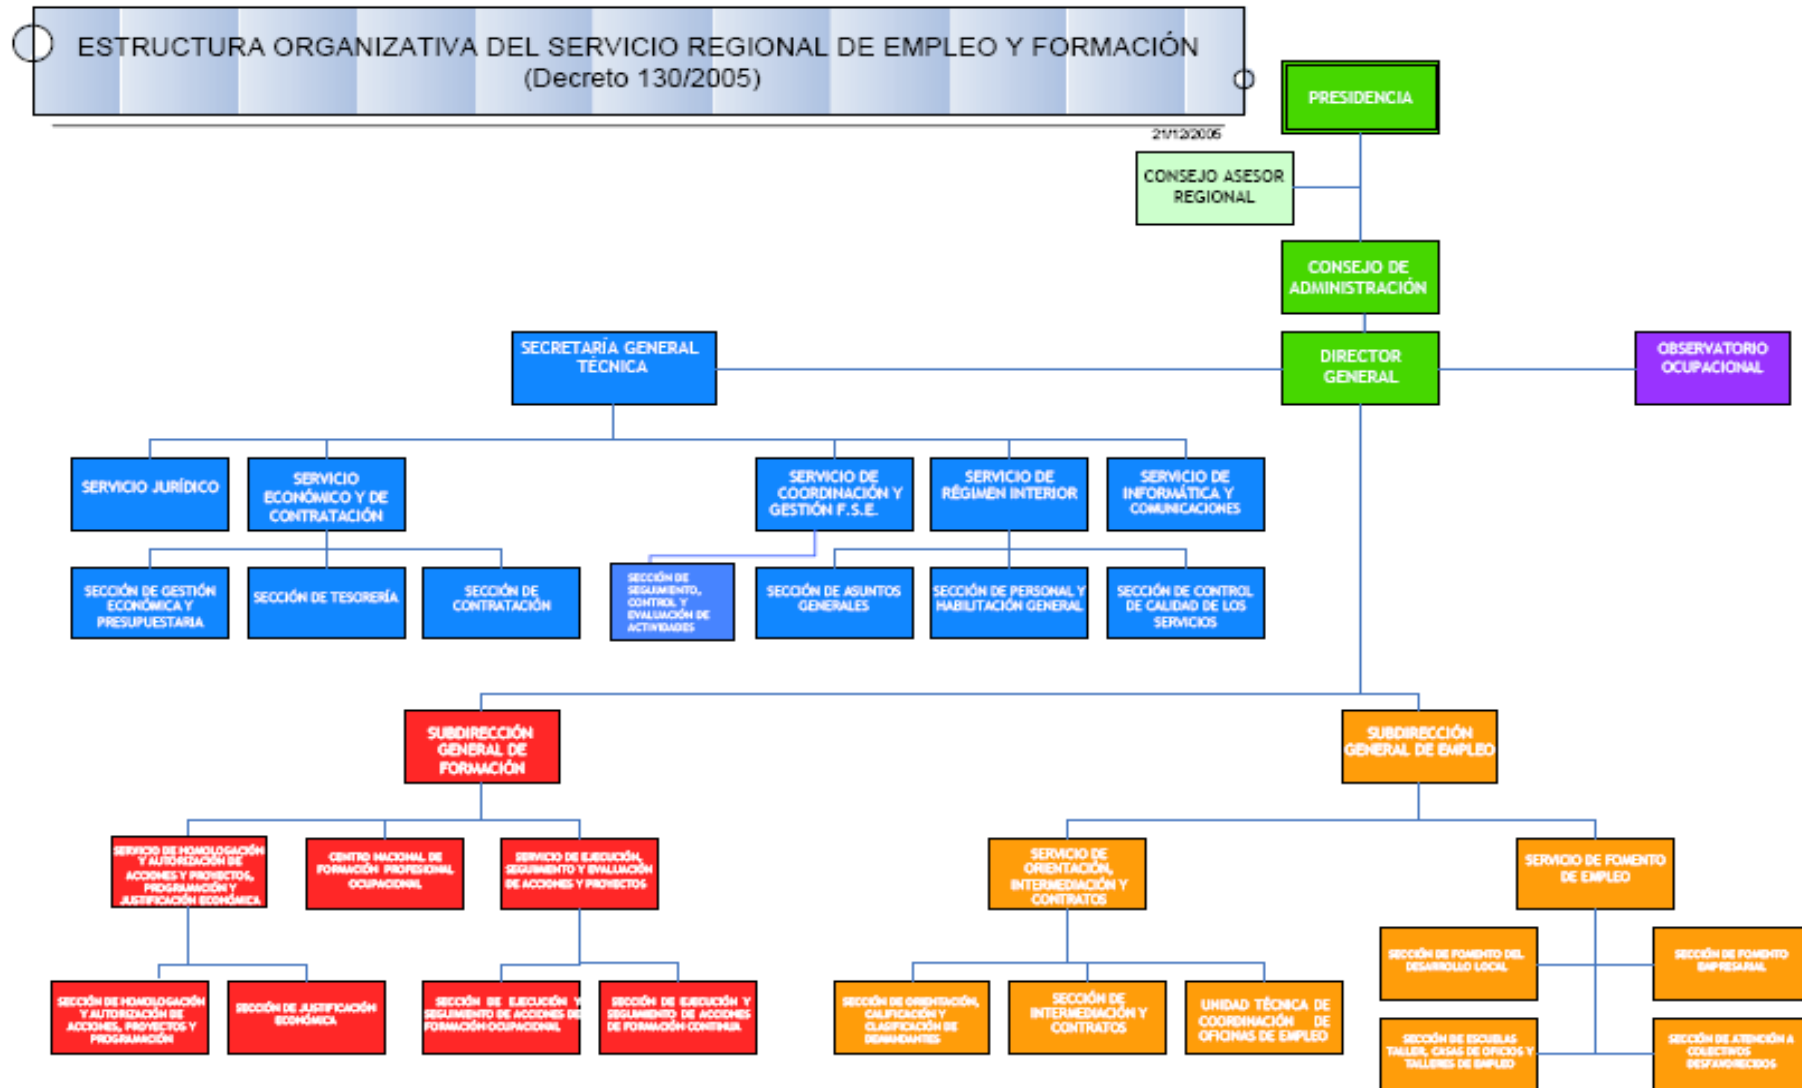 ESTRUCTURA ORGANIZATIVA DEL SERVICIO REGIONAL DE EMPLEO Y FORMACIÓN
(Decreto 130/2005)
21/12/2005
PRESIDENCIA
CONSEJO ASESOR
REGIONAL
CONSEJO DE
ADMINISTRACIÓN
SECRETARÍA GENERAL
TÉCNICA
DIRECTOR
GENERAL
OBSERVATORIO
OCUPACIONAL
SERVICIO JURÍDICO
SERVICIO
ECONÓMICO Y DE
CONTRATACIÓN
SERVICIO DE
COORDINACIÓN Y
GESTIÓN F.S.E.
SERVICIO DE
RÉGIMEN INTERIOR
SERVICIO DE
INFORMÁTICA Y
COMUNICACIONES
SECCIÓN DE GESTIÓN
ECONÓMICA Y
PRESUPUESTARIA
SECCIÓN DE TESORERÍA
SECCIÓN DE
CONTRATACIÓN
SECCIÓN DE
SEGUIMIENTO,
CONTROL Y
EVALUACIÓN DE
ACTIVIDADES
SECCIÓN DE ASUNTOS
GENERALES
SECCIÓN DE PERSONAL Y
HABILITACIÓN GENERAL
SECCIÓN DE CONTROL
DE CALIDAD DE LOS
SERVICIOS
SUBDIRECCIÓN
GENERAL DE
FORMACIÓN
SUBDIRECCIÓN
GENERAL DE EMPLEO
SERVICIO DE HOMOLOGACIÓN
Y AUTORIZACIÓN DE
ACCIONES Y PROYECTOS,
PROGRAMACIÓN Y
JUSTIFICACIÓN ECONÓMICA
CENTRO NACIONAL DE
FORMACIÓN PROFESIONAL
OCUPACIONAL
SERVICIO DE EJECUCIÓN,
SEGUIMIENTO Y EVALUACIÓN
DE ACCIONES Y PROYECTOS
SERVICIO DE
ORIENTACIÓN,
INTERMEDIACIÓN Y
CONTRATOS
SERVICIO DE FOMENTO
DE EMPLEO
SECCIÓN DE HOMOLOGACIÓN
Y AUTORIZACIÓN DE
ACCIONES, PROYECTOS Y
PROGRAMACIÓN
SECCIÓN DE JUSTIFICACIÓN
ECONÓMICA
SECCIÓN DE EJECUCIÓN Y
SEGUIMIENTO DE ACCIONES DE
FORMACIÓN OCUPACIONAL
SECCIÓN DE EJECUCIÓN Y
SEGUIMIENTO DE ACCIONES
DE FORMACIÓN CONTINUA
SECCIÓN DE ORIENTACIÓN,
CALIFICACIÓN Y
CLASIFICACIÓN DE
DEMANDANTES
SECCIÓN DE
INTERMEDIACIÓN Y
CONTRATOS
UNIDAD TÉCNICA DE
COORDINACIÓN DE
OFICINAS DE EMPLEO
SECCIÓN DE FOMENTO DEL
DESARROLLO LOCAL
SECCIÓN DE FOMENTO
EMPRESARIAL
SECCIÓN DE ESCUELAS
TALLER, CASAS DE OFICIOS Y
TALLERES DE EMPLEO
SECCIÓN DE ATENCIÓN A
COLECTIVOS
DESFAVORECIDOS